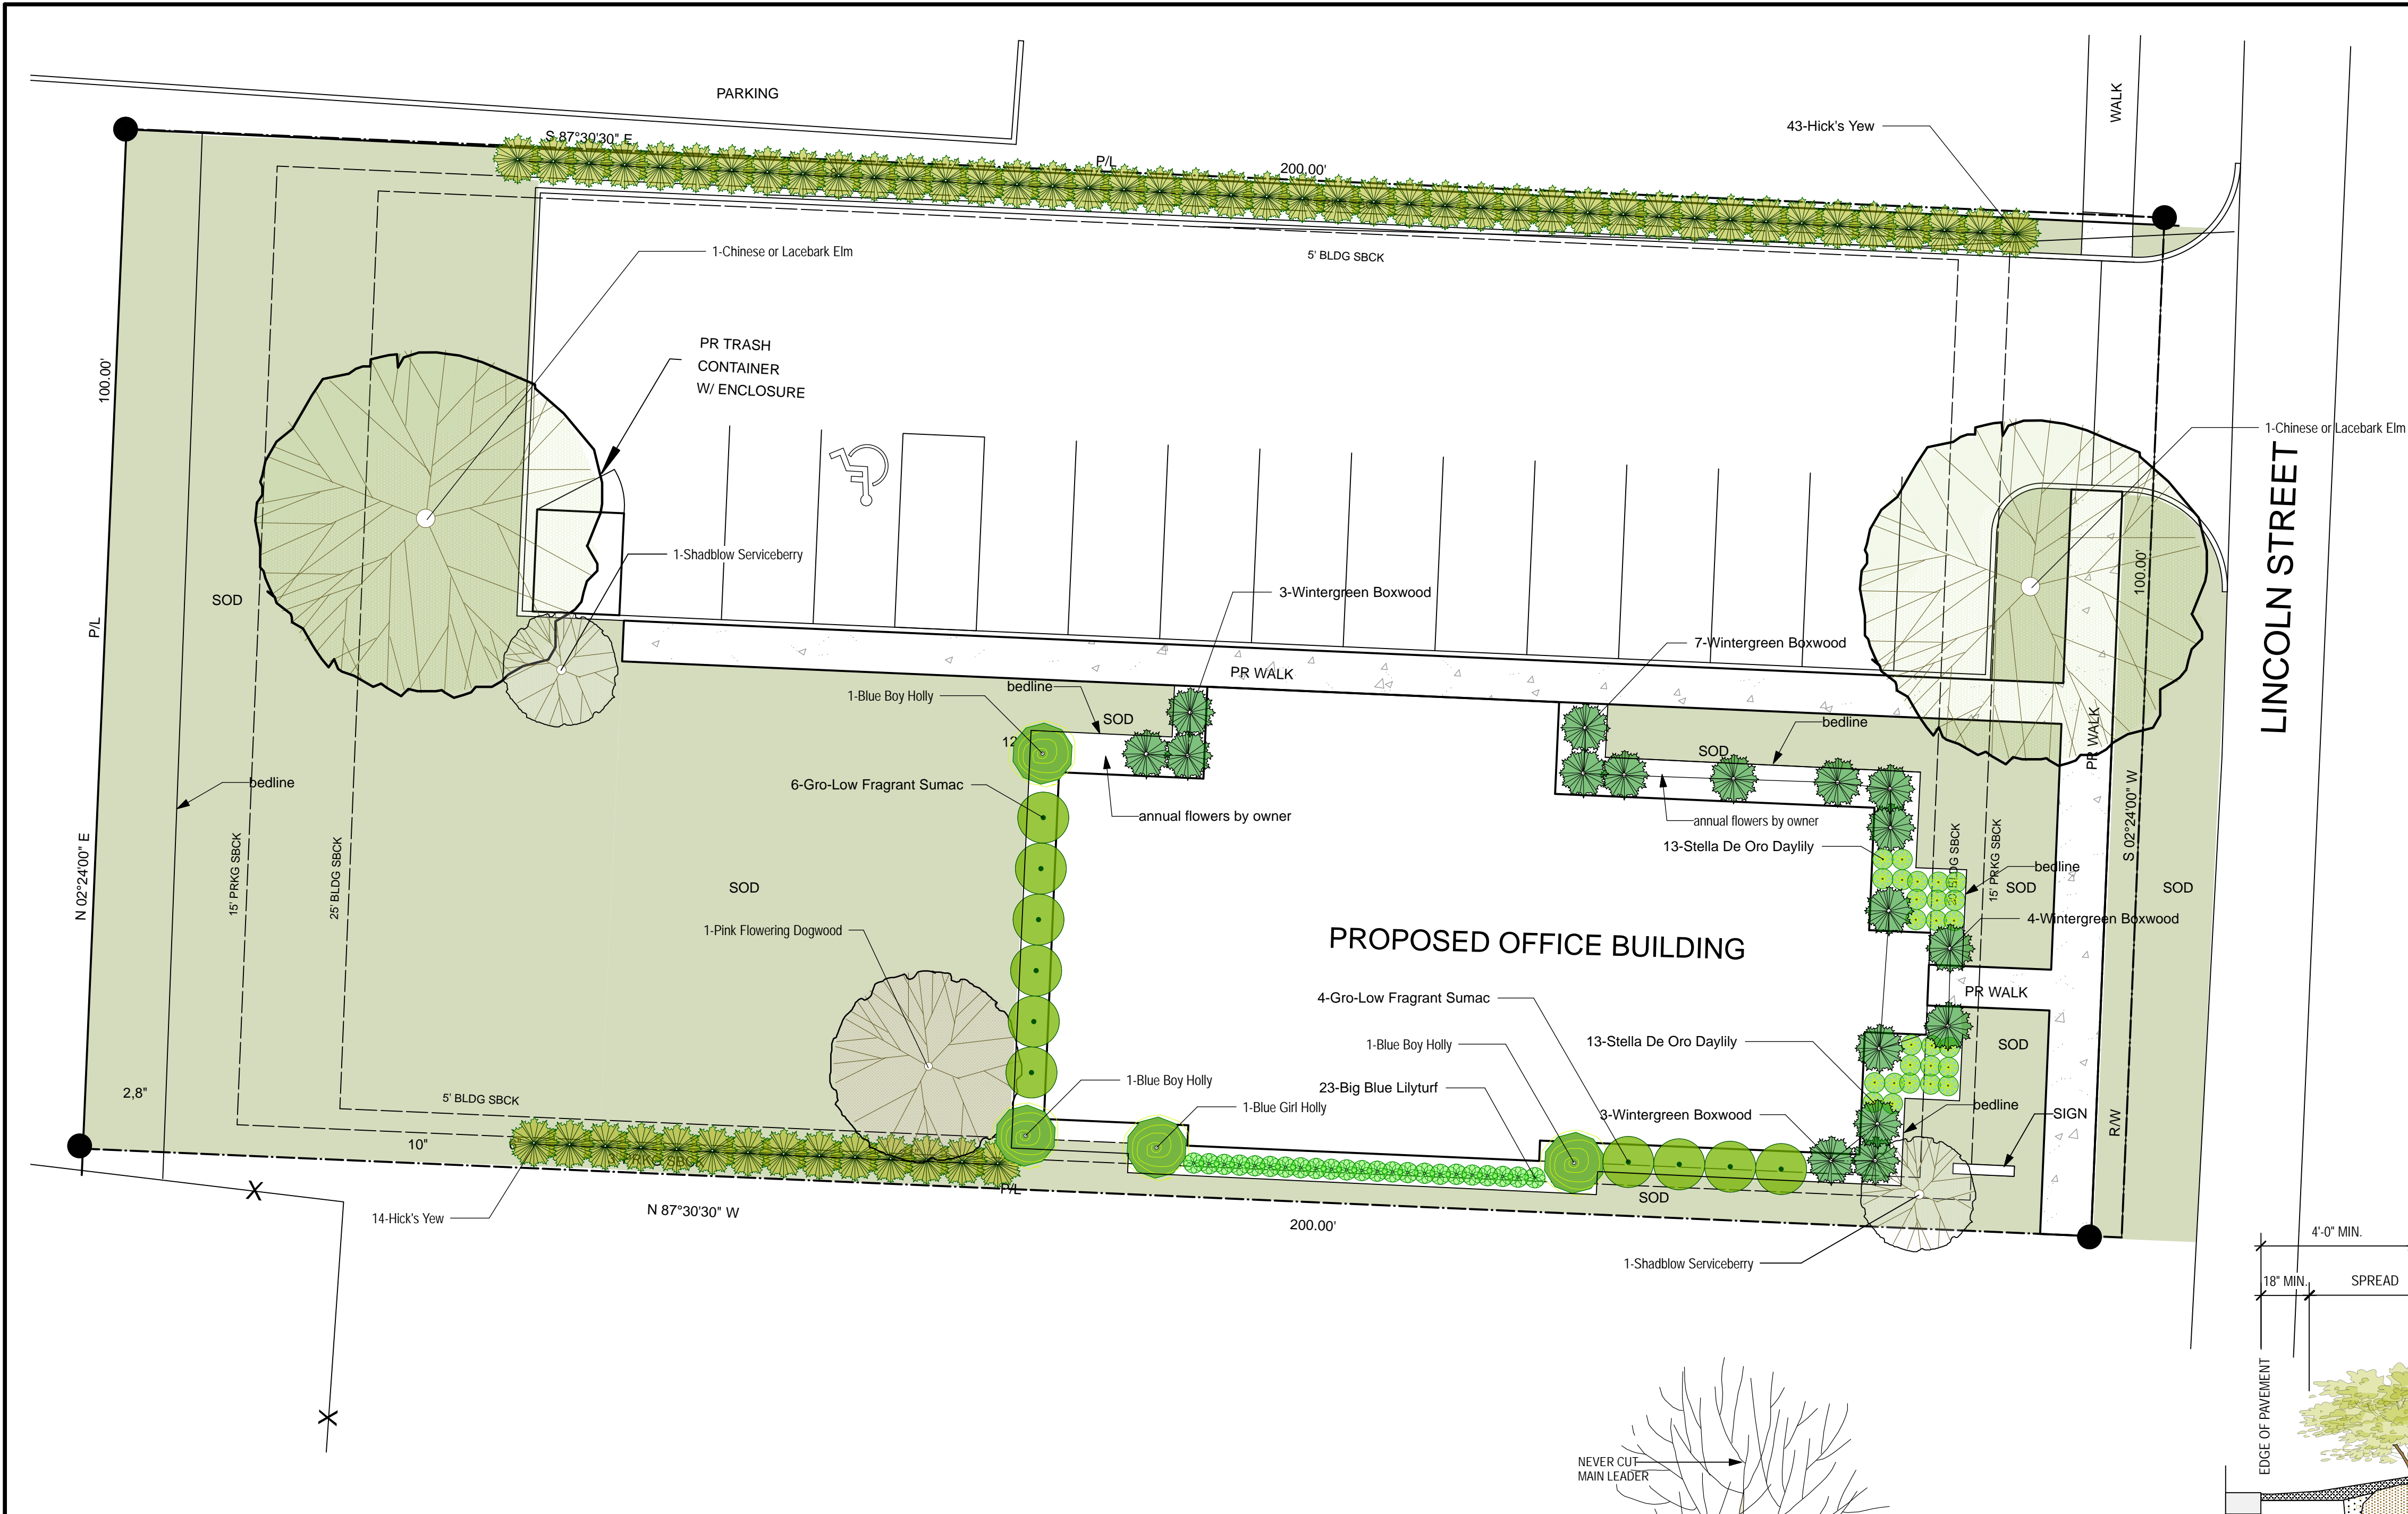 PARKING
WALK
S 87°30'30" E
43-Hick's Yew
P/L
200.00'
5' BLDG SBCK
1-Chinese or Lacebark Elm
PR TRASH
CONTAINER
W/ ENCLOSURE
100.00'
1-Chinese or Lacebark Elm
LINCOLN STREET
1-Shadblow Serviceberry
100.00'
3-Wintergreen Boxwood
SOD
P/L
7-Wintergreen Boxwood
PR WALK
1-Blue Boy Holly
bedline
SOD
bedline
SOD
PR WALK
12
bedline
6-Gro-Low Fragrant Sumac
annual flowers by owner
annual flowers by owner
13-Stella De Oro Daylily
N 02°24'00" E
15' PRKG SBCK
25' BLDG SBCK
BLDG SBCK
15' PRKG SBCK
S 02°24'00" W
bedline
SOD
SOD
SOD
4-Wintergreen Boxwood
1-Pink Flowering Dogwood
PROPOSED OFFICE BUILDING
PR WALK
4-Gro-Low Fragrant Sumac
13-Stella De Oro Daylily
SOD
1-Blue Boy Holly
23-Big Blue Lilyturf
1-Blue Boy Holly
1-Blue Girl Holly
2,8"
5' BLDG SBCK
3-Wintergreen Boxwood
bedline
SIGN
R/W
10"
P/L
SOD
X
14-Hick's Yew
N 87°30'30" W
200.00'
1-Shadblow Serviceberry
4'-0" MIN.
18" MIN.
SPREAD
X
EDGE OF PAVEMENT
NEVER CUT
MAIN LEADER